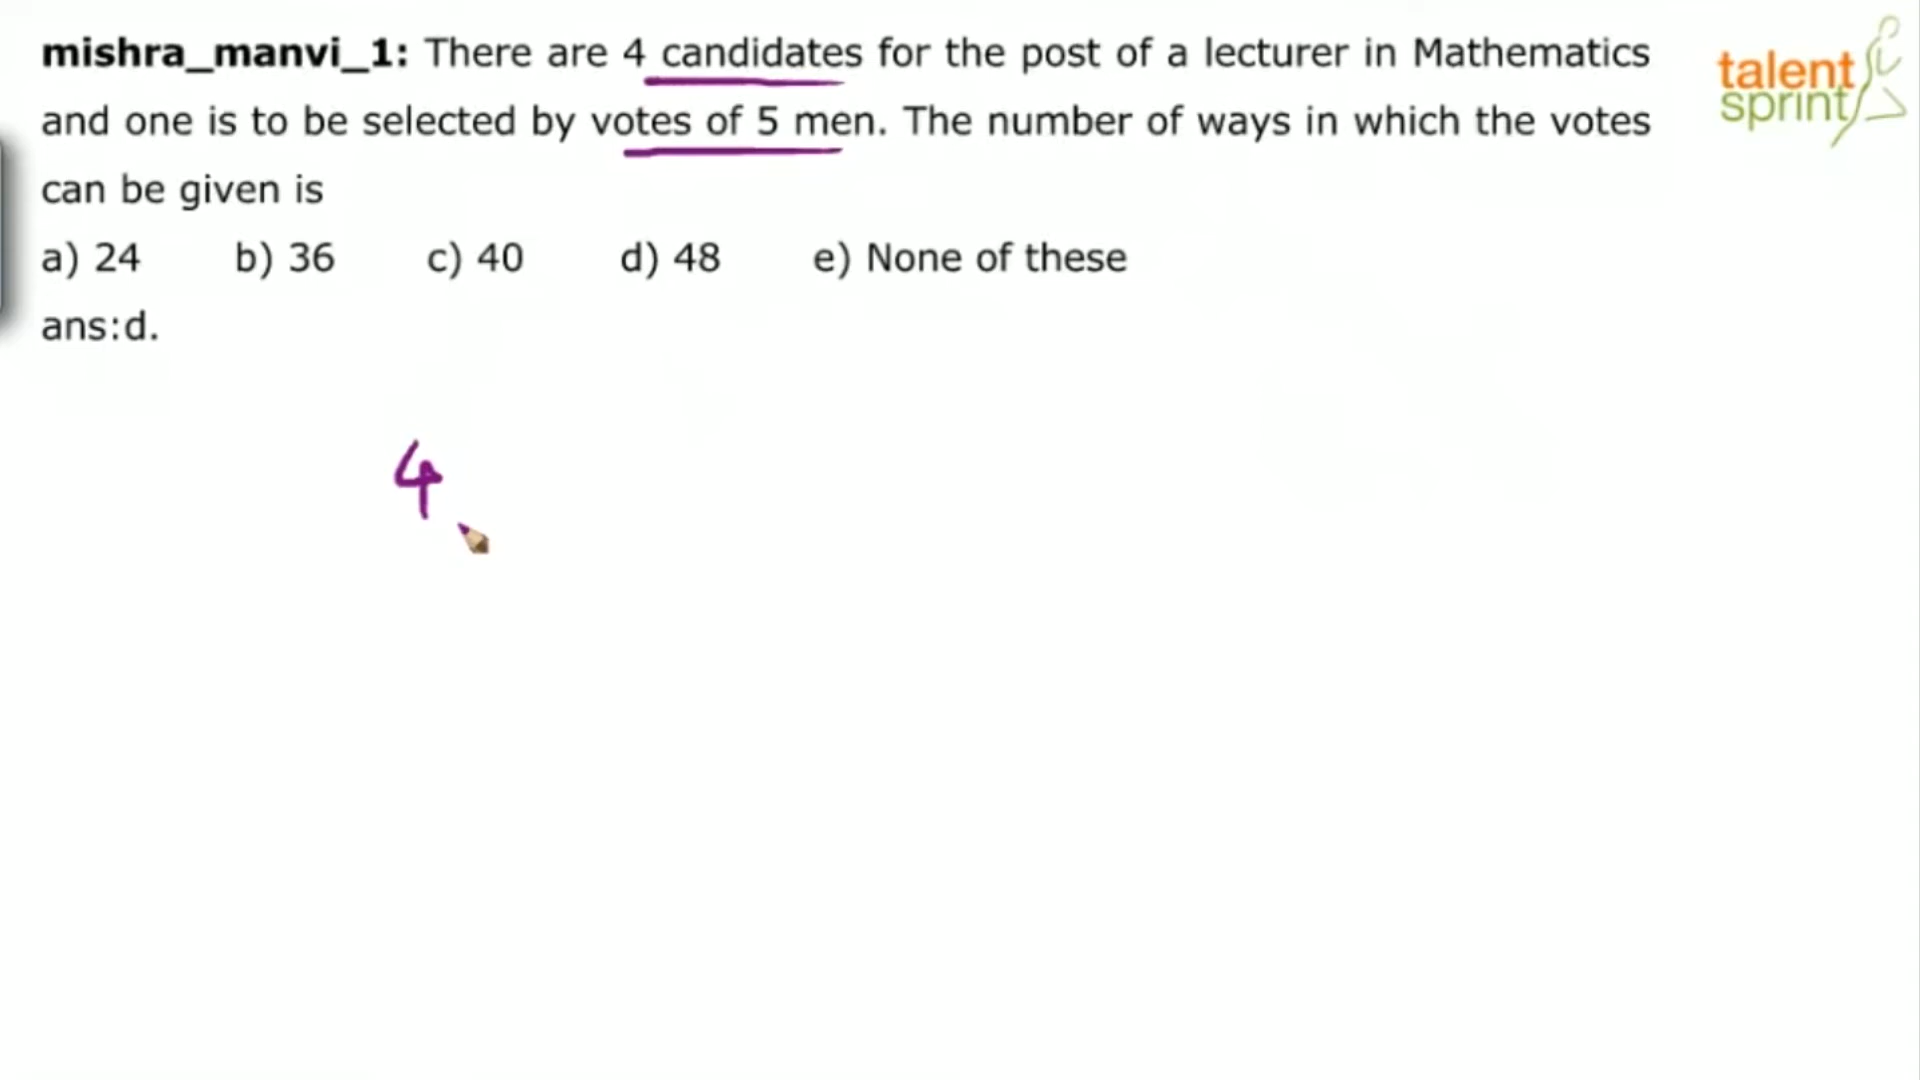 mishra_manvi_1: There are 4 candidates for the post of a lecturer in Mathematics
and one is to be selected by votes of 5 men. The number of ways in which the votes
can be given is
a) 24 b) 36 c) 40 d) 48 e) None of these
ans:d.
talent
sprint
4